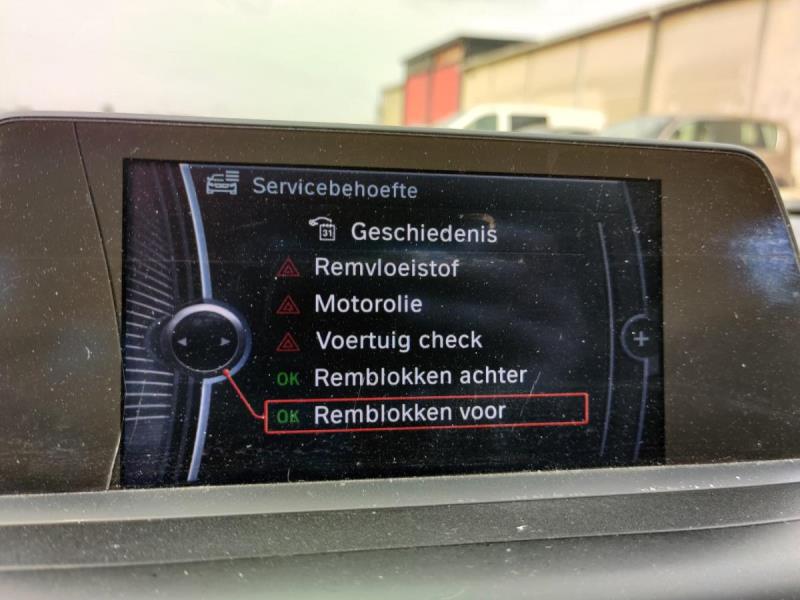 Servicebehoefte
31 Geschiedenis
Remvloeistof
Motorolie
Voertuig check
OK Remblokken achter
OK Remblokken voor